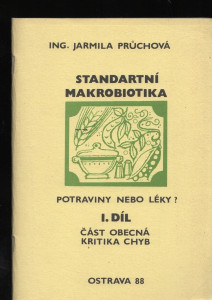 ING. JARMILA PRŮCHOVÁ
STANDARTNÍ
MAKROBIOTIKA
POTRAVINY NEBO LÉKY?
I. DÍL
ČÁST OBECNÁ
KRITIKA CHYB
OSTRAVA 88